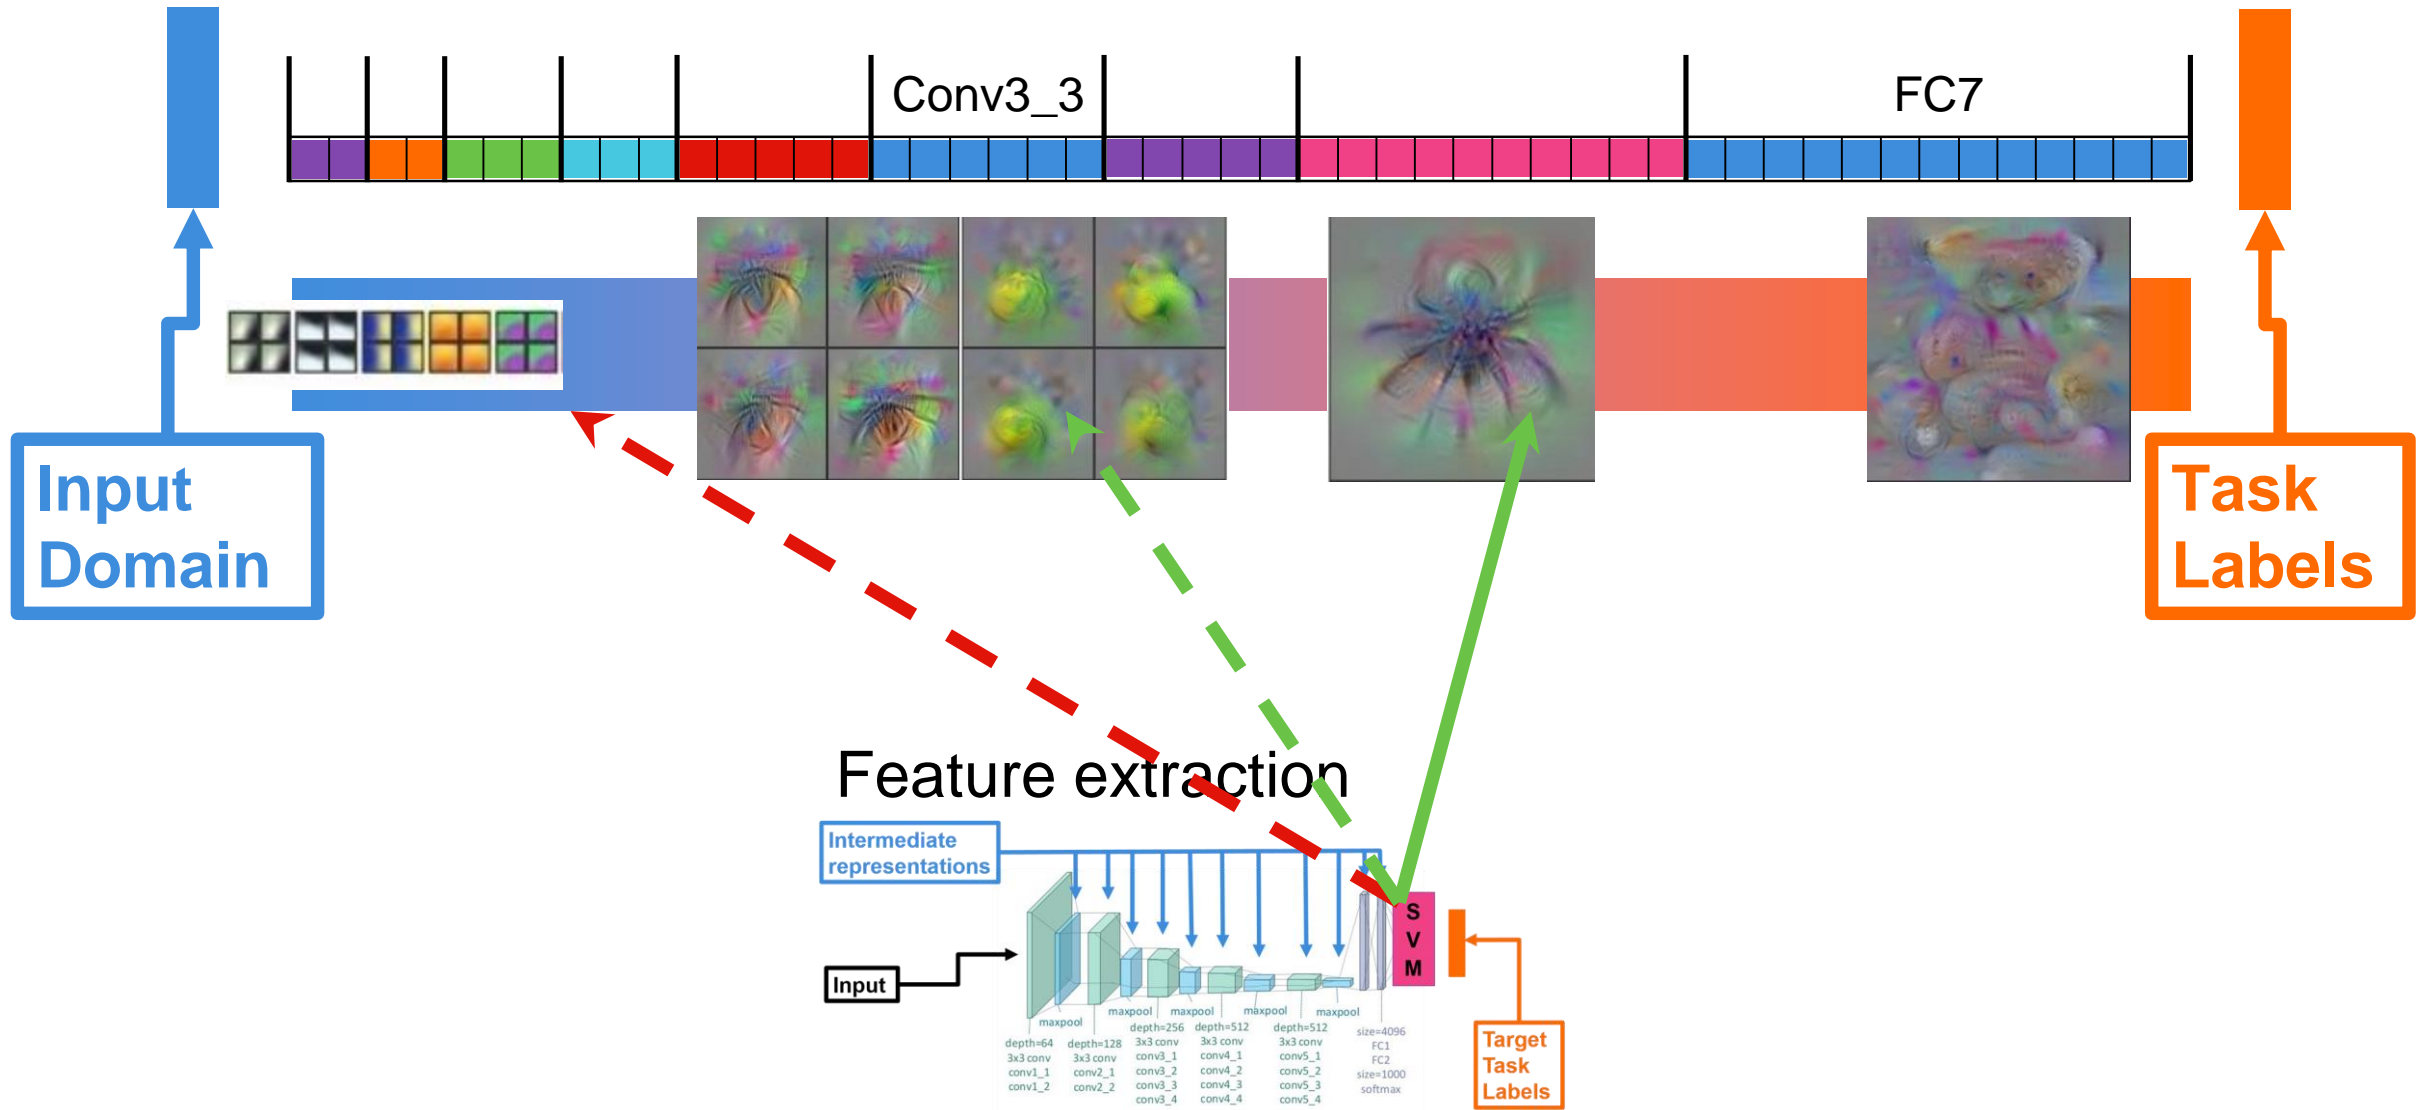 Conv3_3
FC7
Input
Domain
Task
Labels
Feature extraction
Intermediate
representations
S
V
M
Input
maxpool
maxpool
maxpool
maxpool
maxpool
depth=64
3x3 conv
conv1_1
conv1_2
depth=128
3x3 conv
conv2_1
conv2_2
depth=256
3x3 conv
conv3_1
conv3_2
conv3_3
conv3_4
depth=512
3x3 conv
conv4_1
conv4_2
conv4_3
conv4_4
depth=512
3x3 conv
conv5_1
conv5_2
conv5_3
conv5_4
size=4096
FC1
FC2
size=1000
softmax
Target
Task
Labels